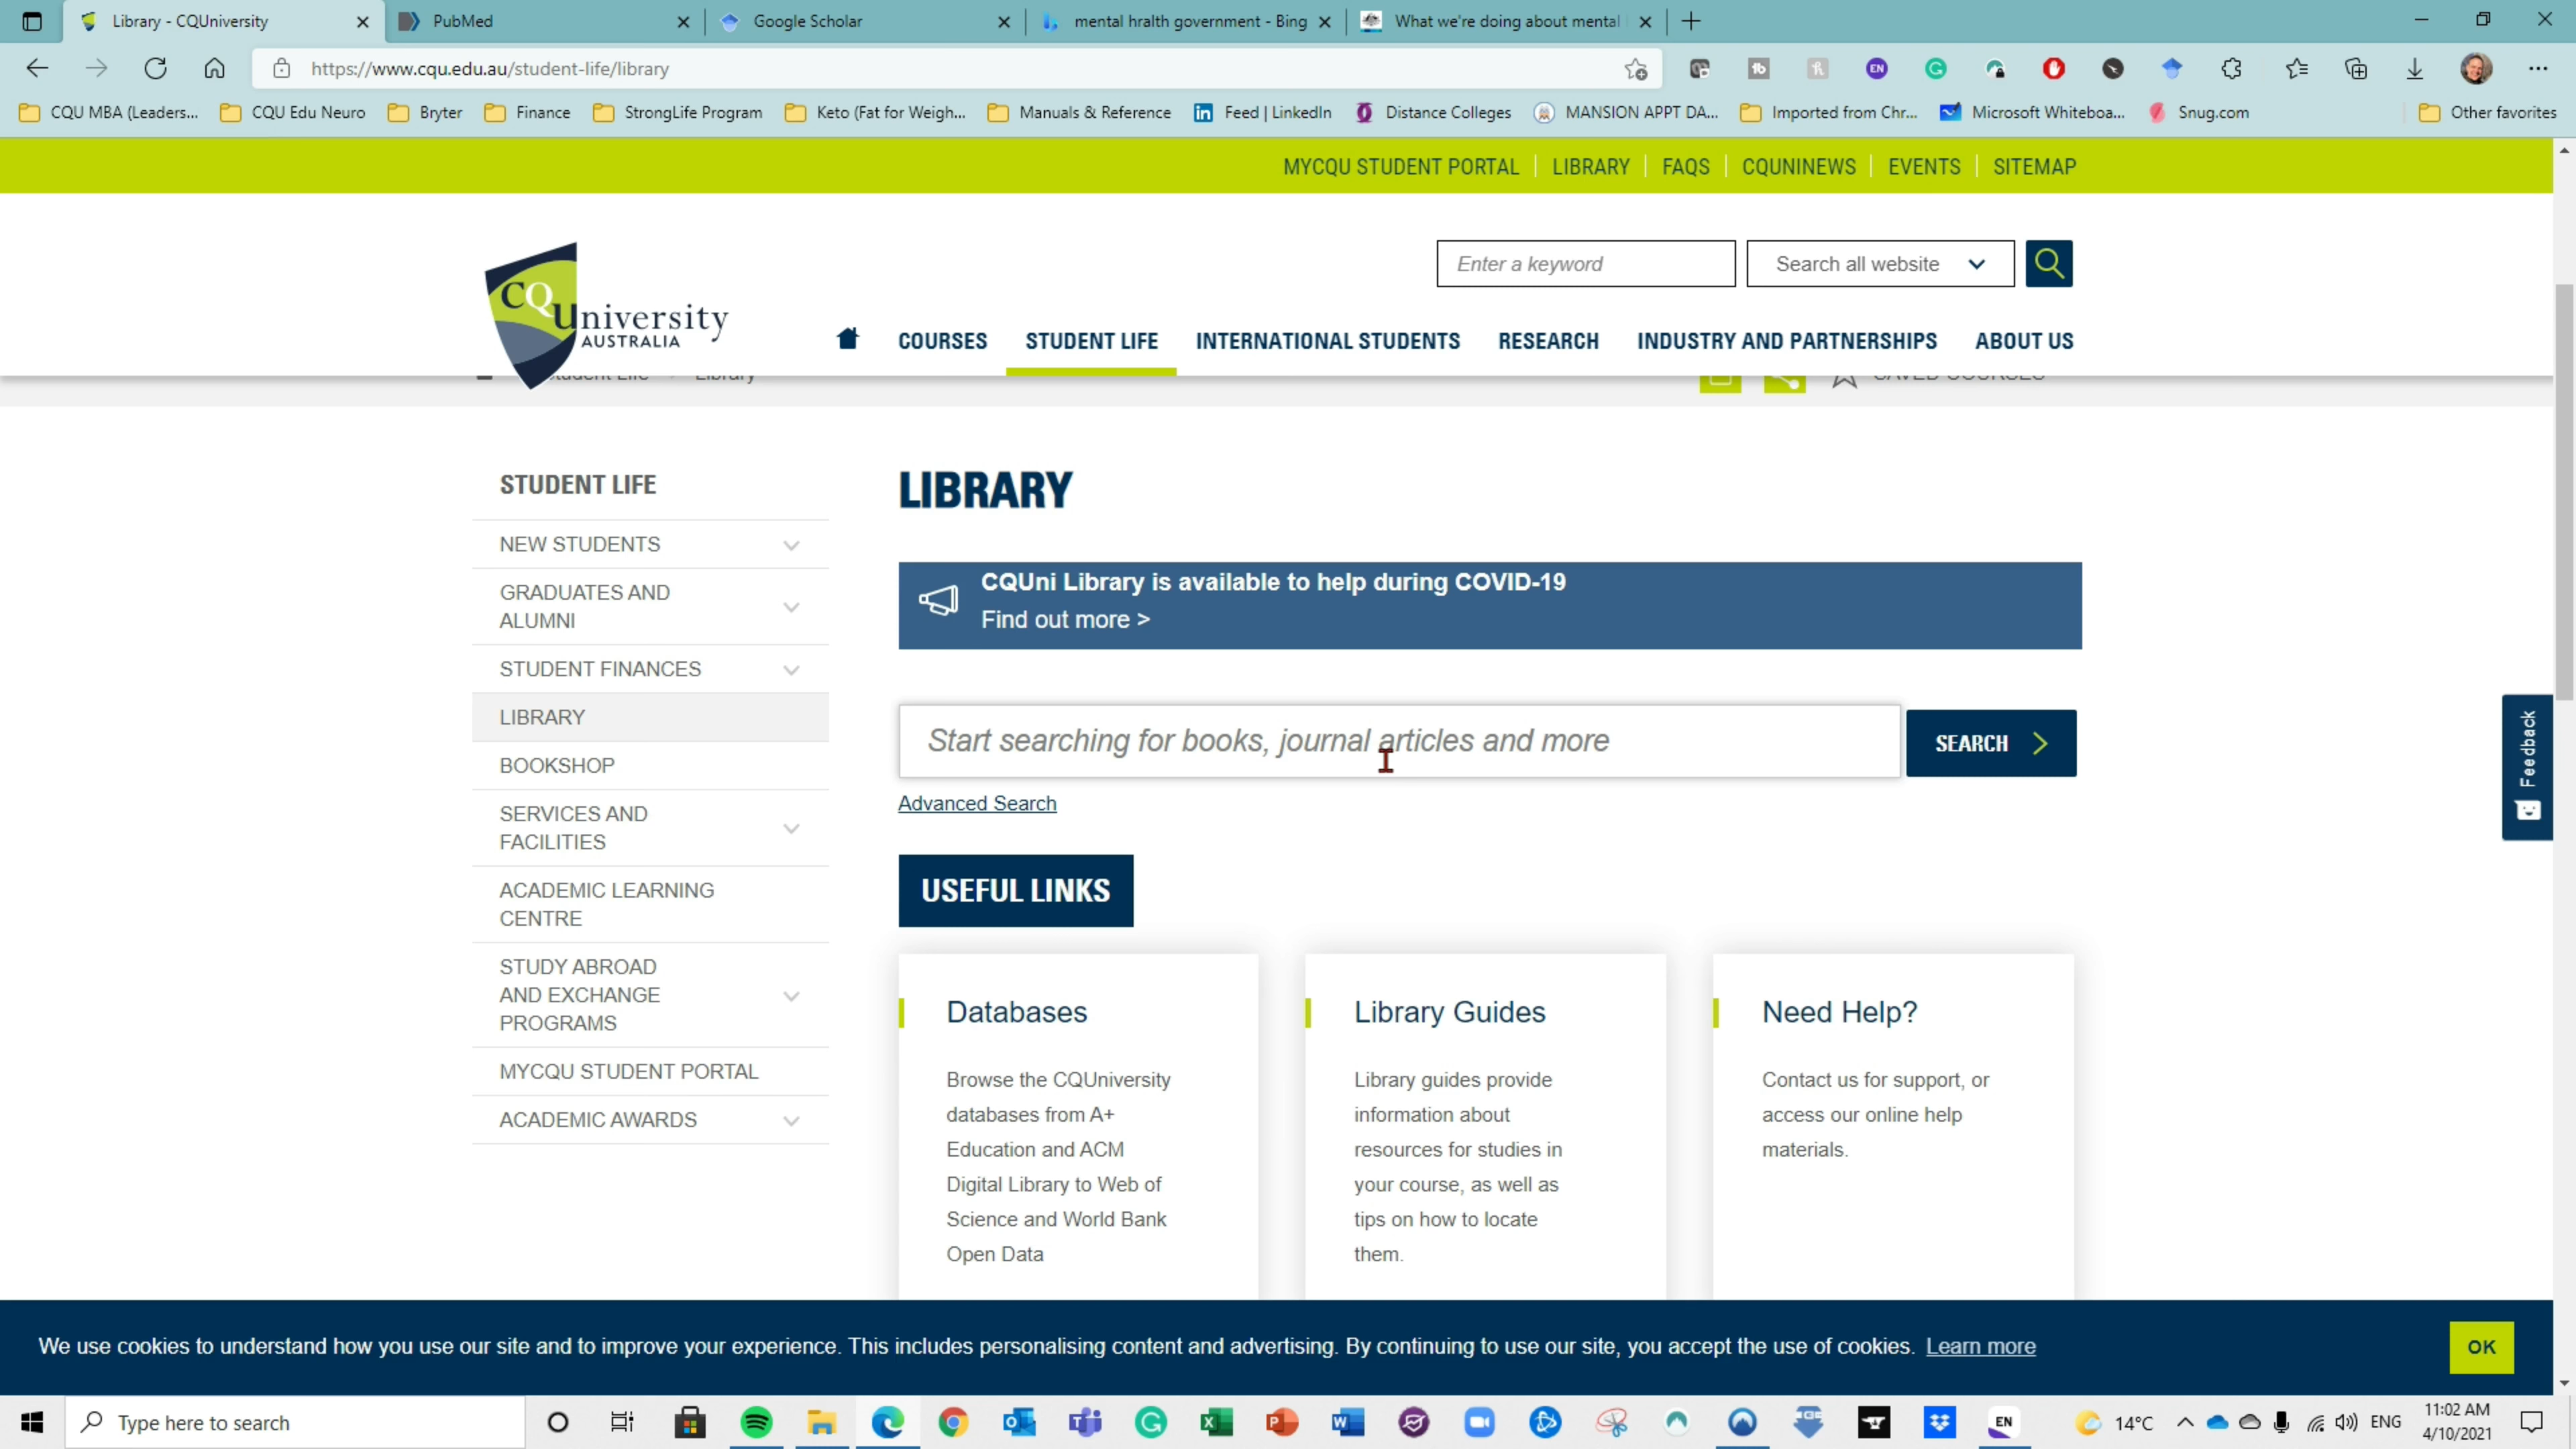 Library - CQUniversity
PubMed
Google Scholar
mental hralth government - Bing
What we're doing about mental
https://www.cqu.edu.au/student-life/library
CQU MBA (Leaders...
CQU Edu Neuro
Bryter
Finance
StrongLife Program
Keto (Fat for Weigh...
Manuals & Reference
Feed | LinkedIn
Distance Colleges
MANSION APPT DA...
Imported from Chr...
Microsoft Whiteboa...
Snug.com
Other favorites
MYCQU STUDENT PORTAL
LIBRARY
FAQS
CQUNINEWS
EVENTS
SITEMAP
CQUniversity
AUSTRALIA
Enter a keyword
Search all website
COURSES
STUDENT LIFE
INTERNATIONAL STUDENTS
RESEARCH
INDUSTRY AND PARTNERSHIPS
ABOUT US
Student Life
Library
SAVED COURSES
STUDENT LIFE
NEW STUDENTS
GRADUATES AND
ALUMNI
STUDENT FINANCES
LIBRARY
BOOKSHOP
SERVICES AND
FACILITIES
ACADEMIC LEARNING
CENTRE
STUDY ABROAD
AND EXCHANGE
PROGRAMS
MYCQU STUDENT PORTAL
ACADEMIC AWARDS
LIBRARY
CQUni Library is available to help during COVID-19
Find out more >
Start searching for books, journal articles and more
SEARCH
Advanced Search
USEFUL LINKS
Databases
Browse the CQUniversity
databases from A+
Education and ACM
Digital Library to Web of
Science and World Bank
Open Data
Library Guides
Library guides provide
information about
resources for studies in
your course, as well as
tips on how to locate
them.
Need Help?
Contact us for support, or
access our online help
materials.
Feedback
We use cookies to understand how you use our site and to improve your experience. This includes personalising content and advertising. By continuing to use our site, you accept the use of cookies. Learn more
OK
Type here to search
EN
14°C
ENG
11:02 AM
4/10/2021